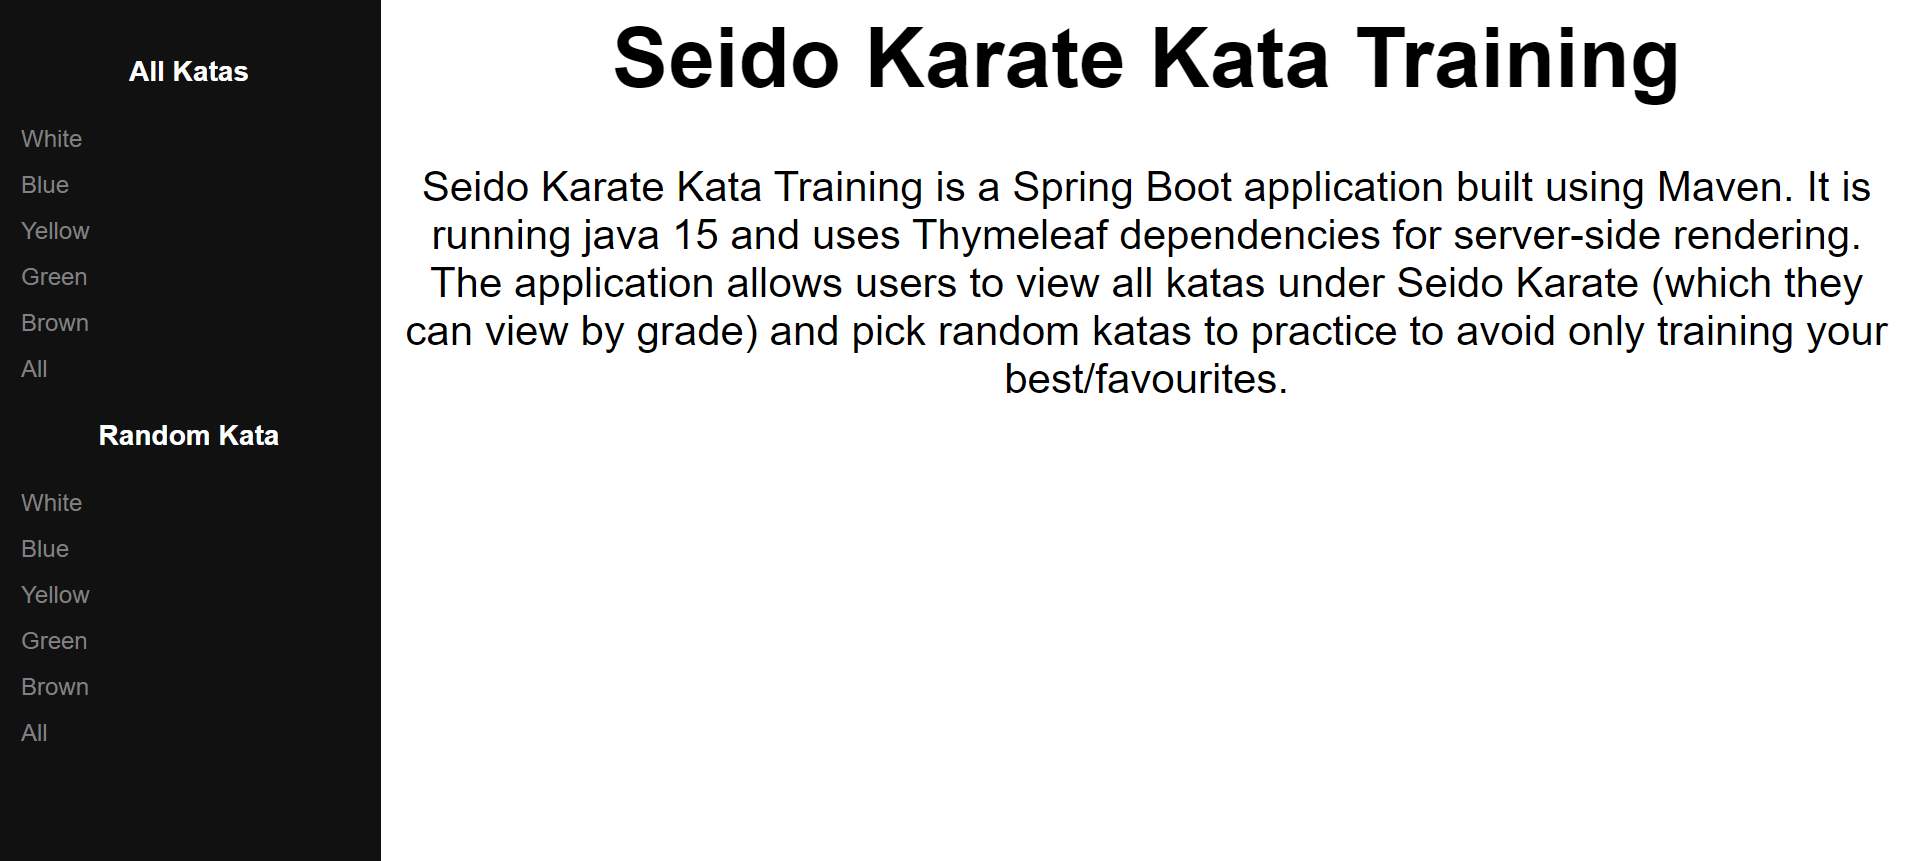 All Katas
White
Blue
Yellow
Green
Brown
All
Random Kata
White
Blue
Yellow
Green
Brown
All
Seido Karate Kata Training
Seido Karate Kata Training is a Spring Boot application built using Maven. It is
running java 15 and uses Thymeleaf dependencies for server-side rendering.
The application allows users to view all katas under Seido Karate (which they
can view by grade) and pick random katas to practice to avoid only training your
best/favourites.